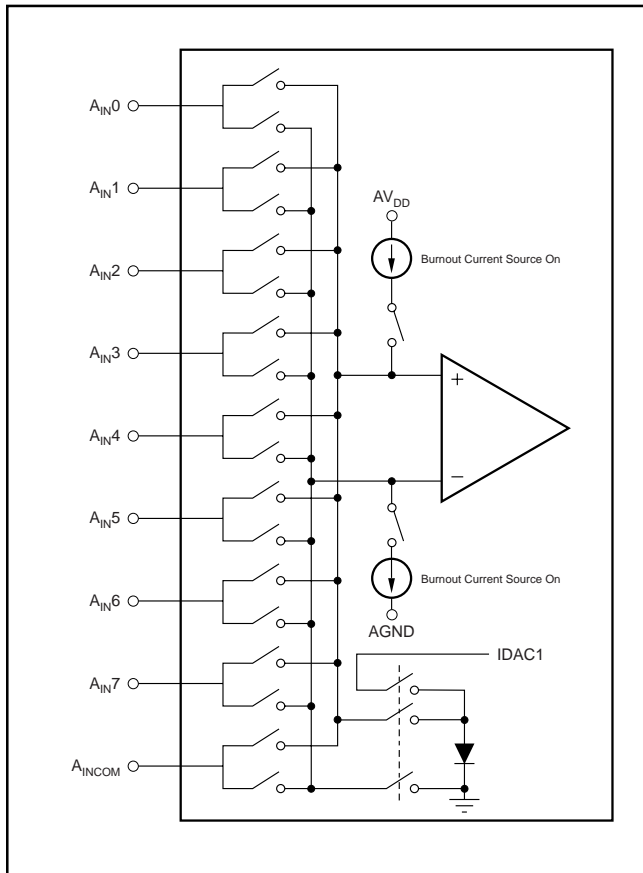 AIN0
AIN1
AVDD
Burnout Current Source On
AIN2
AIN3
+
AIN4
−
AIN5
Burnout Current Source On
AIN6
AGND
IDAC1
AIN7
AINCOM